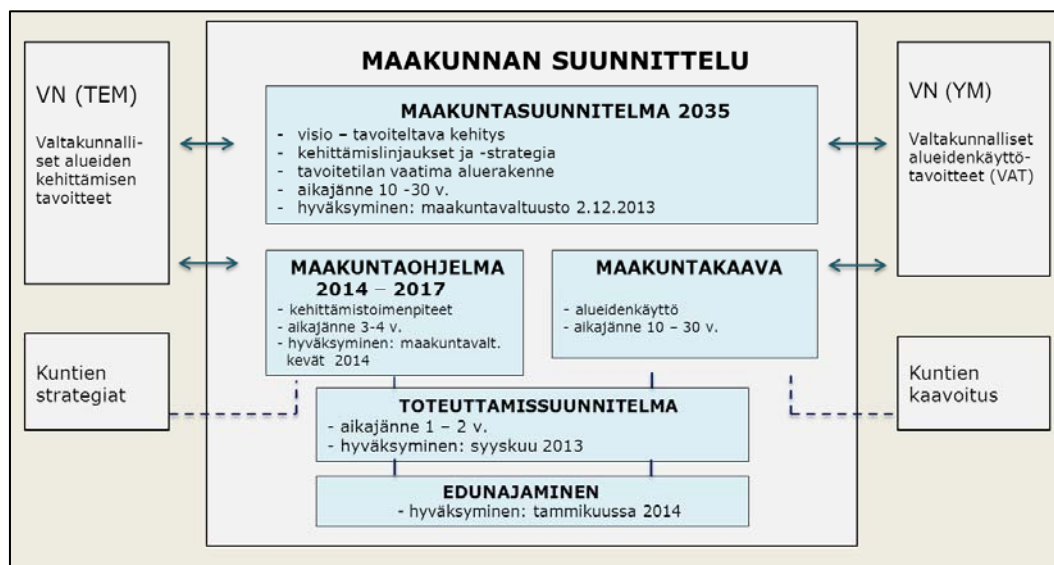 MAAKUNNAN SUUNNITTELU
VN (TEM)
Valtakunnalli-
set alueiden
kehittämisen
tavoitteet
MAAKUNTASUUNNITELMA 2035
- visio – tavoiteltava kehitys
- kehittämislinjaukset ja -strategia
- tavoitetilan vaatima aluerakenne
- aikajänne 10 -30 v.
- hyväksyminen: maakuntavaltuusto 2.12.2013
VN (YM)
Valtakunnalliset
alueidenkäyttö-
tavoitteet (VAT)
MAAKUNTAOHJELMA
2014 – 2017
- kehittämistoimenpiteet
- aikajänne 3-4 v.
- hyväksyminen: maakuntavalt.
kevät 2014
MAAKUNTAKAAVA
- alueidenkäyttö
- aikajänne 10 – 30 v.
Kuntien
strategiat
Kuntien
kaavoitus
TOTEUTTAMISSUUNNITELMA
- aikajänne 1 – 2 v.
- hyväksyminen: syyskuu 2013
EDUNAJAMINEN
- hyväksyminen: tammikuussa 2014